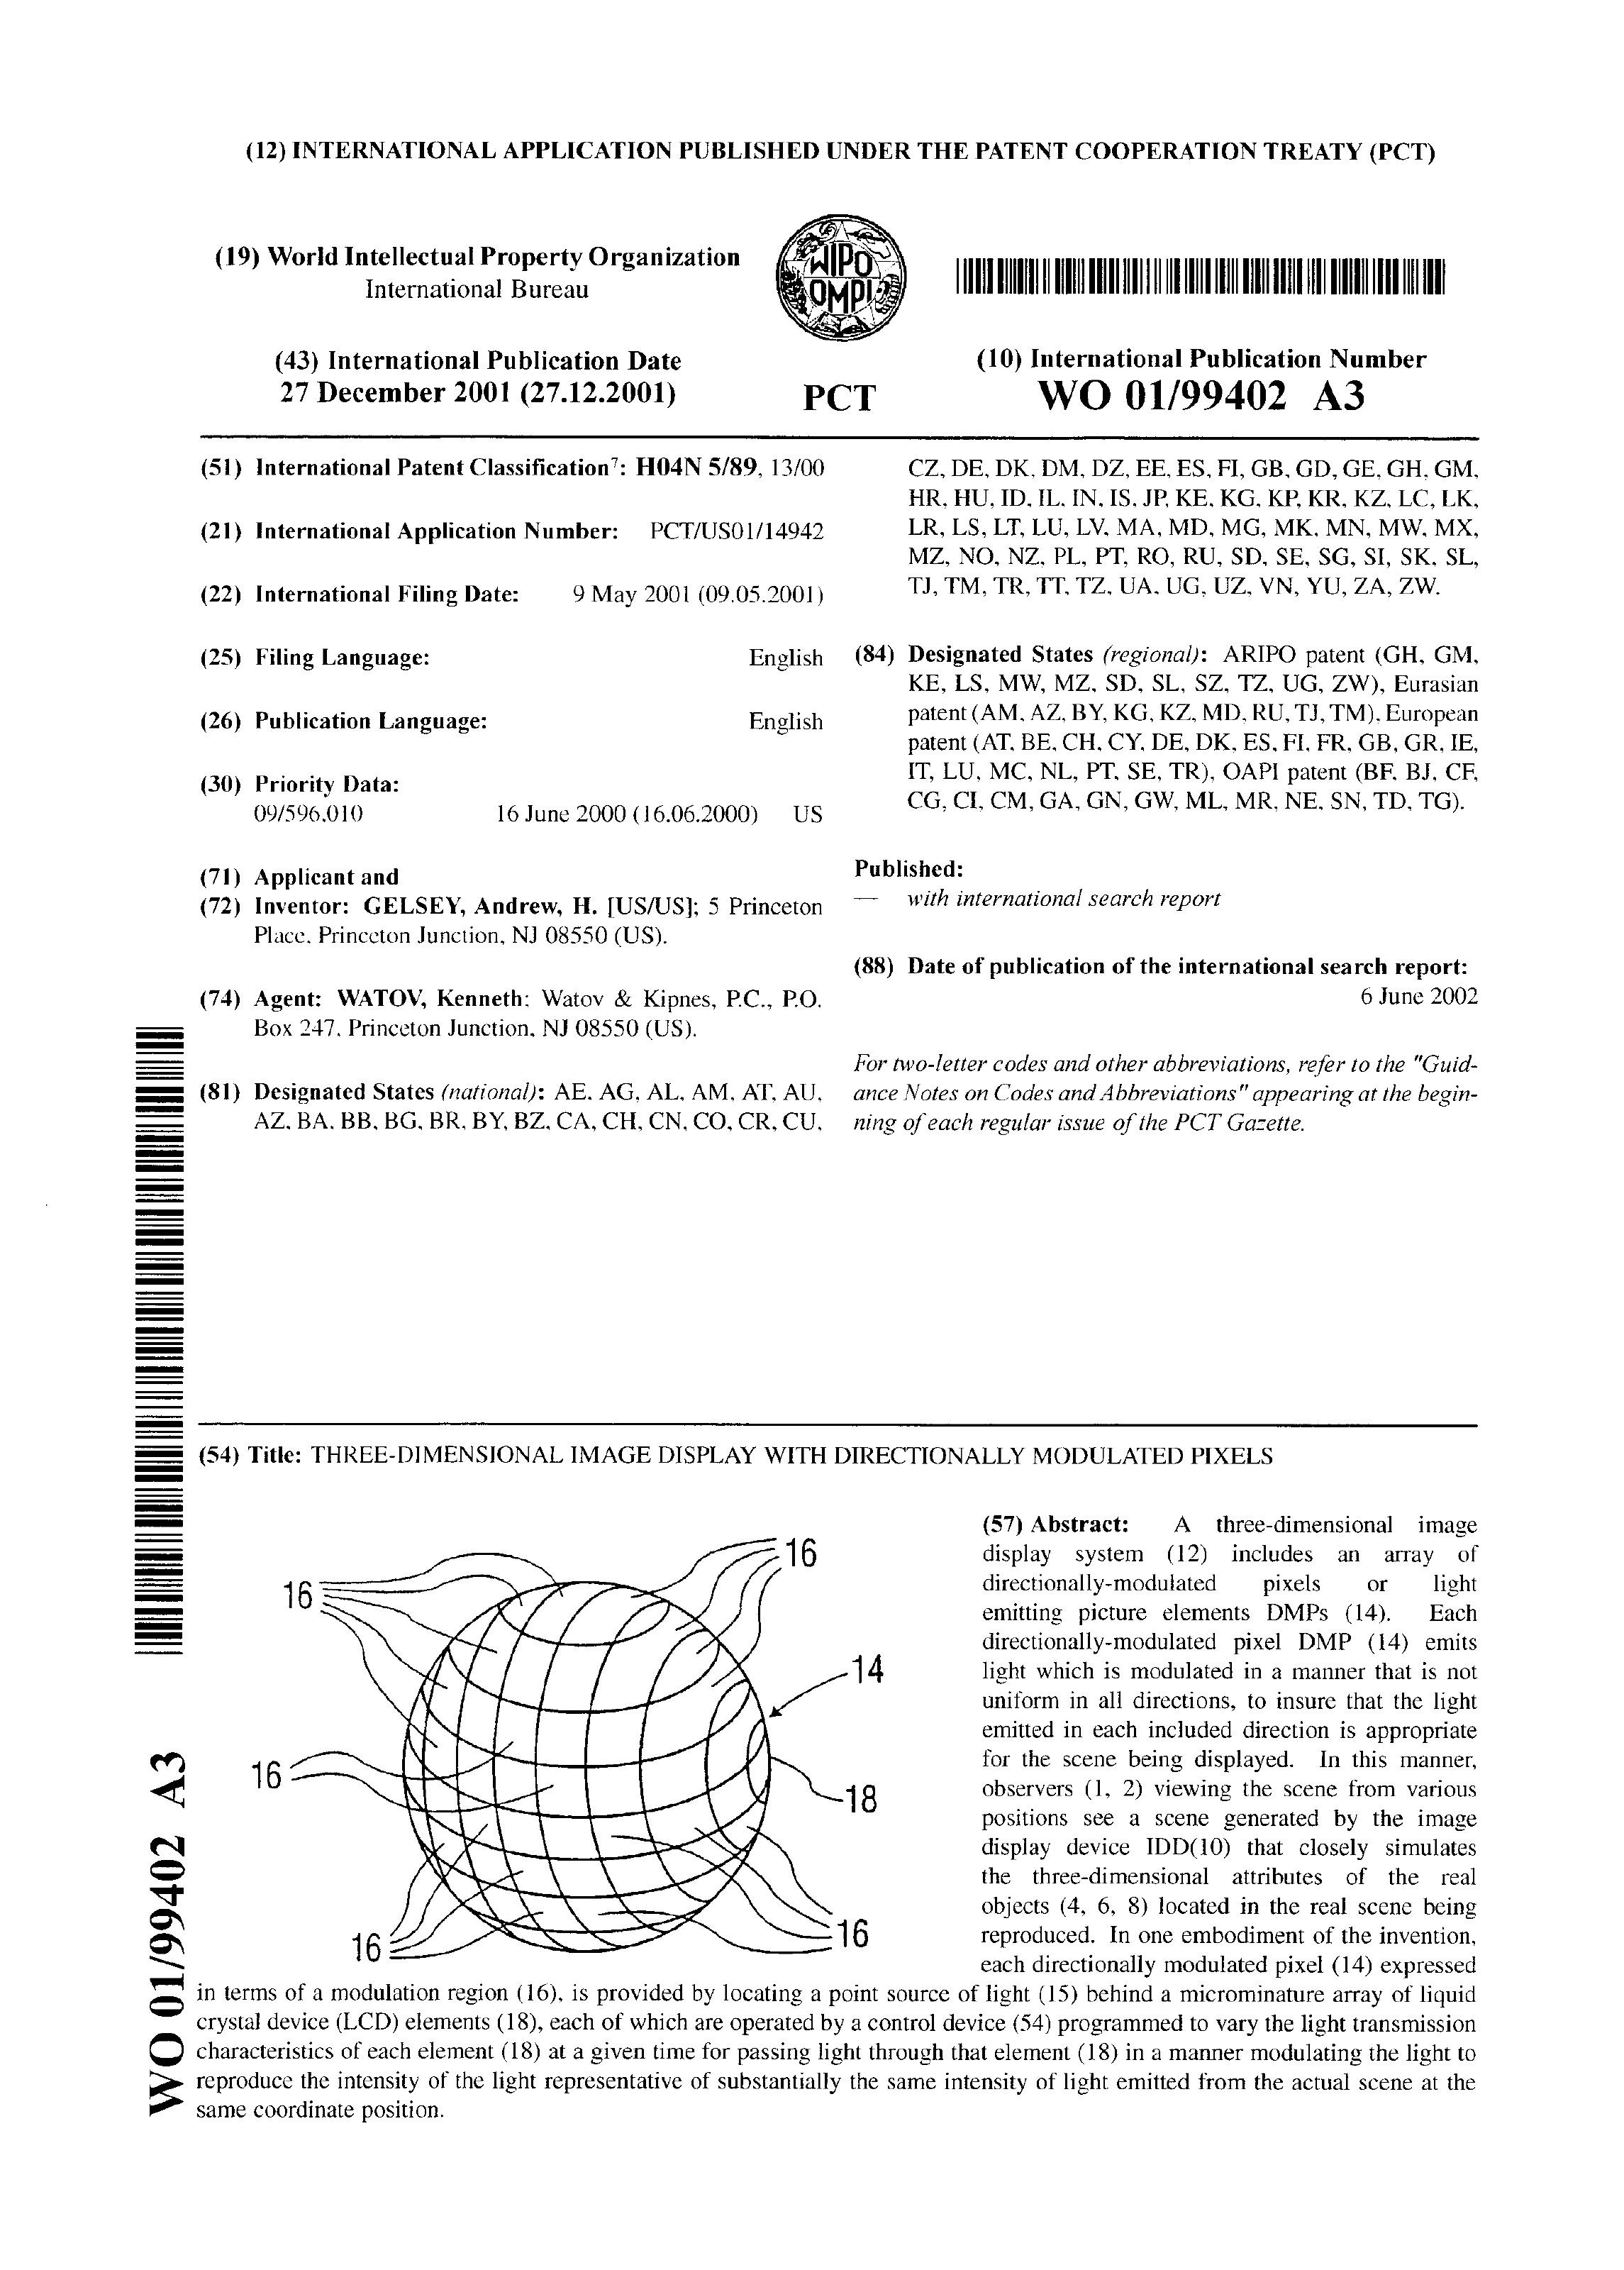 (12) INTERNATIONAL APPLICATION PUBLISHED UNDER THE PATENT COOPERATION TREATY (PCT)
(19) World Intellectual Property Organization
International Bureau
WIPO
OMPI
(43) International Publication Date
27 December 2001 (27.12.2001)
PCT
(10) International Publication Number
WO 01/99402 A3
(51) International Patent Classification7: H04N 5/89, 13/00
(21) International Application Number: PCT/US01/14942
(22) International Filing Date: 9 May 2001 (09.05.2001)
(25) Filing Language: English
(26) Publication Language: English
(30) Priority Data:
09/596,010 16 June 2000 (16.06.2000) US
(71) Applicant and
(72) Inventor: GELSEY, Andrew, H. [US/US]; 5 Princeton
Place, Princeton Junction, NJ 08550 (US).
(74) Agent: WATOV, Kenneth; Watov & Kipnes, P.C., P.O.
Box 247, Princeton Junction, NJ 08550 (US).
(81) Designated States (national): AE, AG, AL, AM, AT, AU,
AZ, BA, BB, BG, BR, BY, BZ, CA, CH, CN, CO, CR, CU,
CZ, DE, DK, DM, DZ, EE, ES, FI, GB, GD, GE, GH, GM,
HR, HU, ID, IL, IN, IS, JP, KE, KG, KP, KR, KZ, LC, LK,
LR, LS, LT, LU, LV, MA, MD, MG, MK, MN, MW, MX,
MZ, NO, NZ, PL, PT, RO, RU, SD, SE, SG, SI, SK, SL,
TJ, TM, TR, TT, TZ, UA, UG, UZ, VN, YU, ZA, ZW.
(84) Designated States (regional): ARIPO patent (GH, GM,
KE, LS, MW, MZ, SD, SL, SZ, TZ, UG, ZW), Eurasian
patent (AM, AZ, BY, KG, KZ, MD, RU, TJ, TM), European
patent (AT, BE, CH, CY, DE, DK, ES, FI, FR, GB, GR, IE,
IT, LU, MC, NL, PT, SE, TR), OAPI patent (BF, BJ, CF,
CG, CI, CM, GA, GN, GW, ML, MR, NE, SN, TD, TG).
Published:
— with international search report
(88) Date of publication of the international search report:
6 June 2002
For two-letter codes and other abbreviations, refer to the "Guid-
ance Notes on Codes and Abbreviations" appearing at the begin-
ning of each regular issue of the PCT Gazette.
(54) Title: THREE-DIMENSIONAL IMAGE DISPLAY WITH DIRECTIONALLY MODULATED PIXELS
16
16
14
16
18
16
16
(57) Abstract: A three-dimensional image
display system (12) includes an array of
directionally-modulated pixels or light
emitting picture elements DMPs (14). Each
directionally-modulated pixel DMP (14) emits
light which is modulated in a manner that is not
uniform in all directions, to insure that the light
emitted in each included direction is appropriate
for the scene being displayed. In this manner,
observers (1, 2) viewing the scene from various
positions see a scene generated by the image
display device IDD(10) that closely simulates
the three-dimensional attributes of the real
objects (4, 6, 8) located in the real scene being
reproduced. In one embodiment of the invention,
each directionally modulated pixel (14) expressed
in terms of a modulation region (16), is provided by locating a point source of light (15) behind a microminature array of liquid
crystal device (LCD) elements (18), each of which are operated by a control device (54) programmed to vary the light transmission
characteristics of each element (18) at a given time for passing light through that element (18) in a manner modulating the light to
reproduce the intensity of the light representative of substantially the same intensity of light emitted from the actual scene at the
same coordinate position.
WO 01/99402 A3